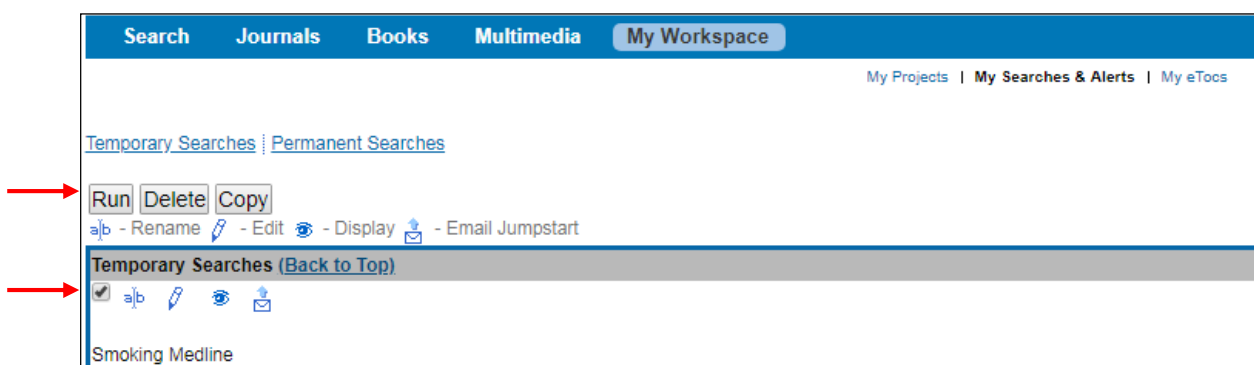 Search Journals Books Multimedia My Workspace
My Projects | My Searches & Alerts | My eTocs
Temporary Searches Permanent Searches
Run Delete Copy
a|b - Rename - Edit - Display - Email Jumpstart
Temporary Searches (Back to Top)
a|b
Smoking Medline